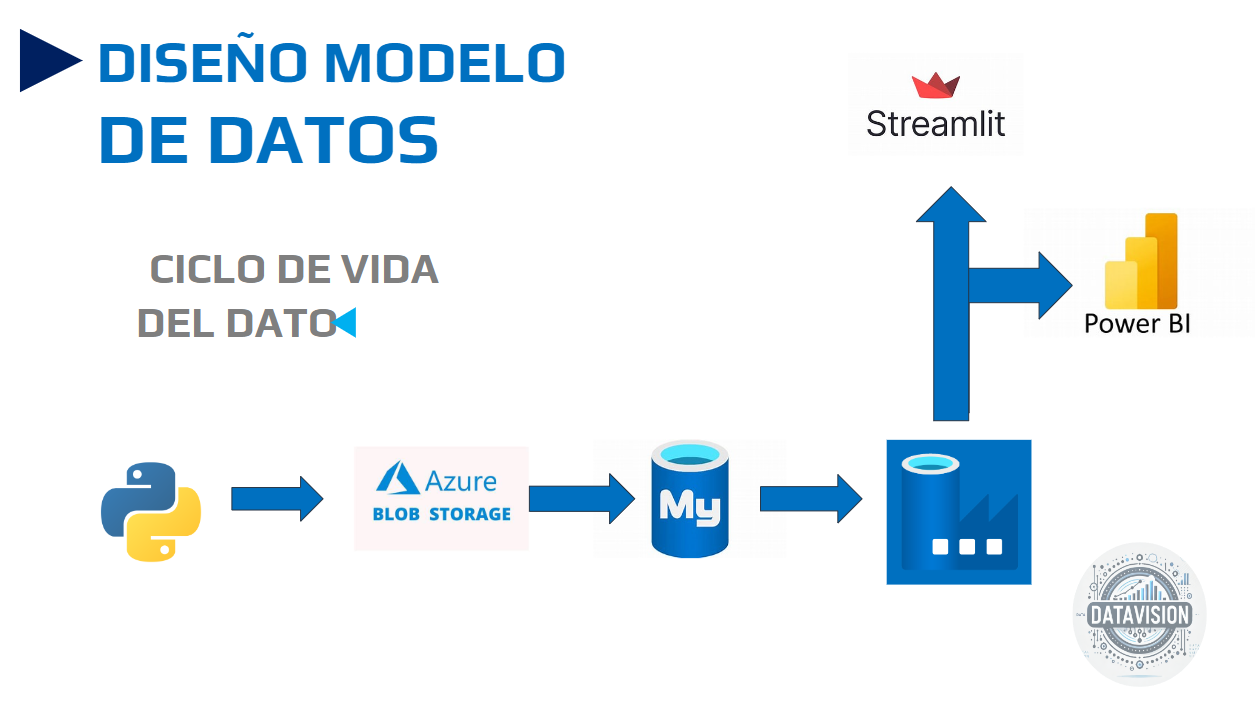 DISEÑO MODELO
DE DATOS
CICLO DE VIDA
DEL DATO
Streamlit
Power BI
Azure
BLOB STORAGE
My
DATAVISION